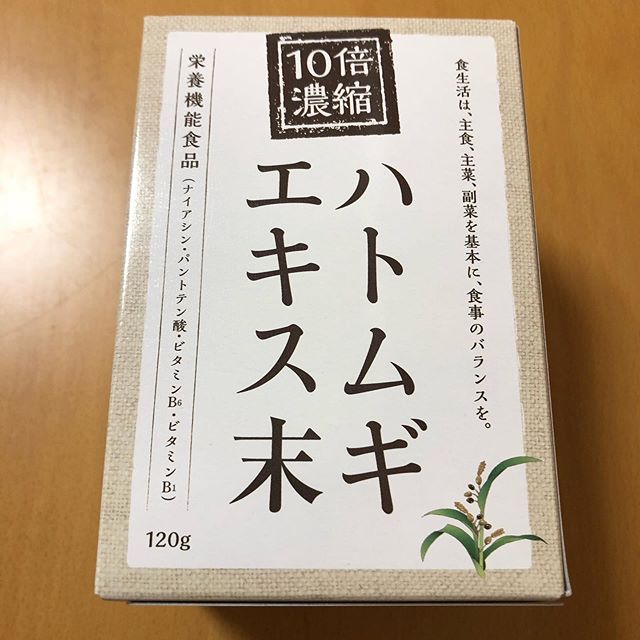 食生活は、主食、主菜、副菜を基本に、食事のバランスを。
10倍
濃縮
ハトムギ
エキス末
栄養機能食品(ナイアシン・パントテン酸・ビタミンB6・ビタミンB1)
120g